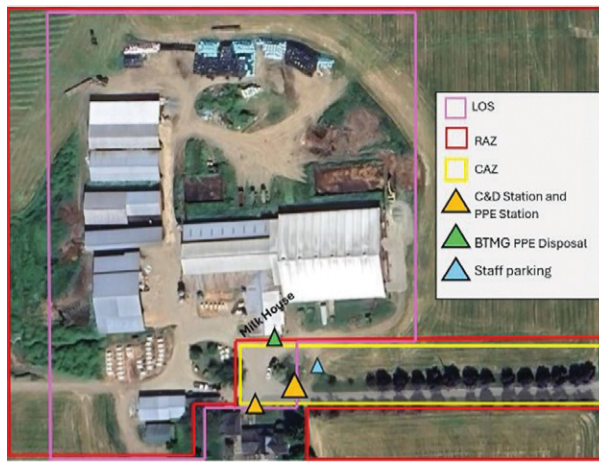 LOS
RAZ
CAZ
C&D Station and
PPE Station
BTMG PPE Disposal
Staff parking
Milk House